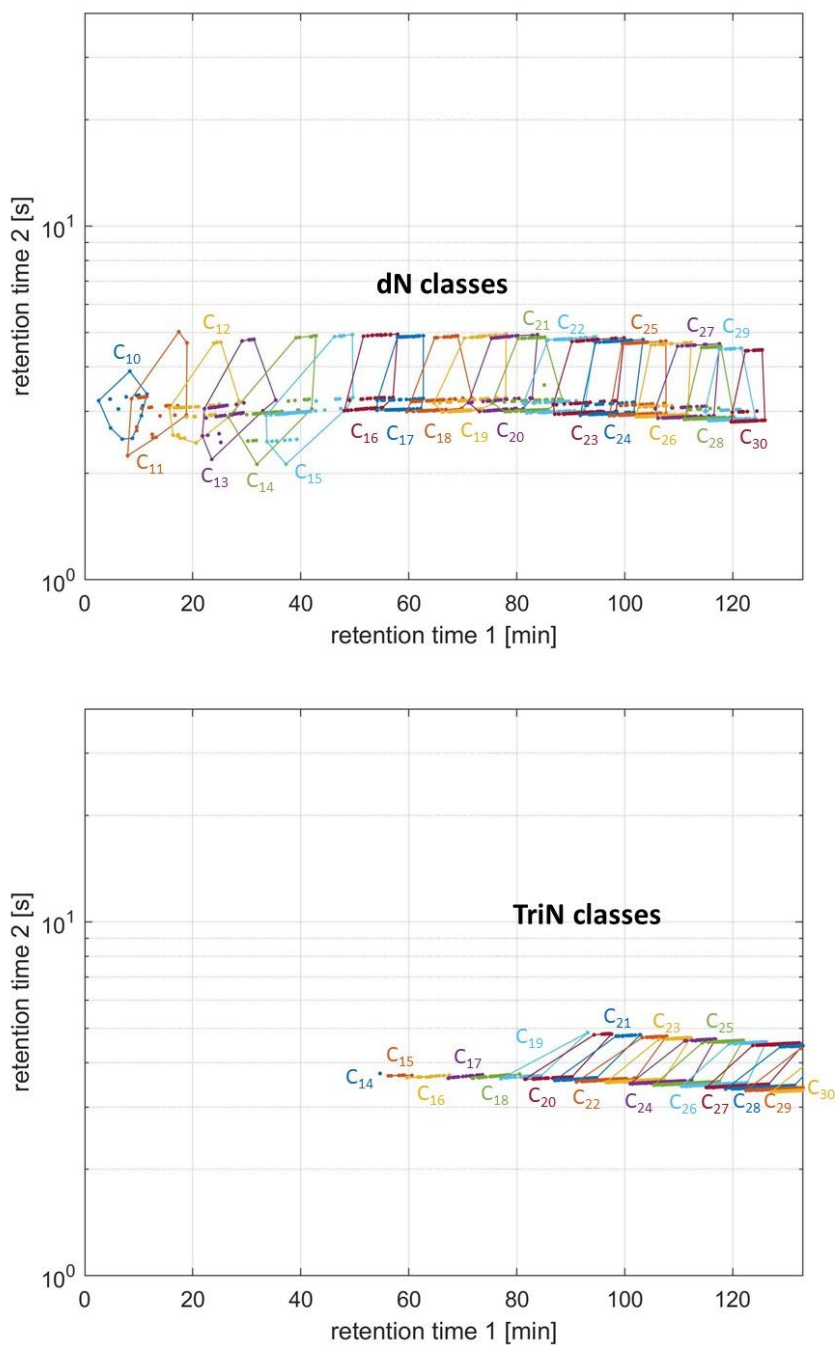 dN classes
C12
C10
C21
C22
C25
C27
C29
C11
C13
C14
C15
C16
C17
C18
C19
C20
C23
C24
C26
C28
C30
retention time 2 [s]
10^1
10^0
0 20 40 60 80 100 120
retention time 1 [min]
TriN classes
C21
C23
C25
C19
C17
C15
C14
C16
C18
C20
C22
C24
C26
C27
C28
C29
C30
retention time 2 [s]
10^1
10^0
0 20 40 60 80 100 120
retention time 1 [min]